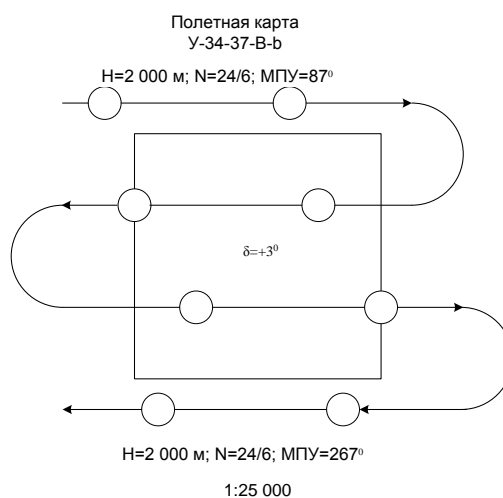 Полетная карта
У-34-37-В-b
Н=2 000 м; N=24/6; МПУ=87⁰
δ=+3⁰
Н=2 000 м; N=24/6; МПУ=267⁰
1:25 000